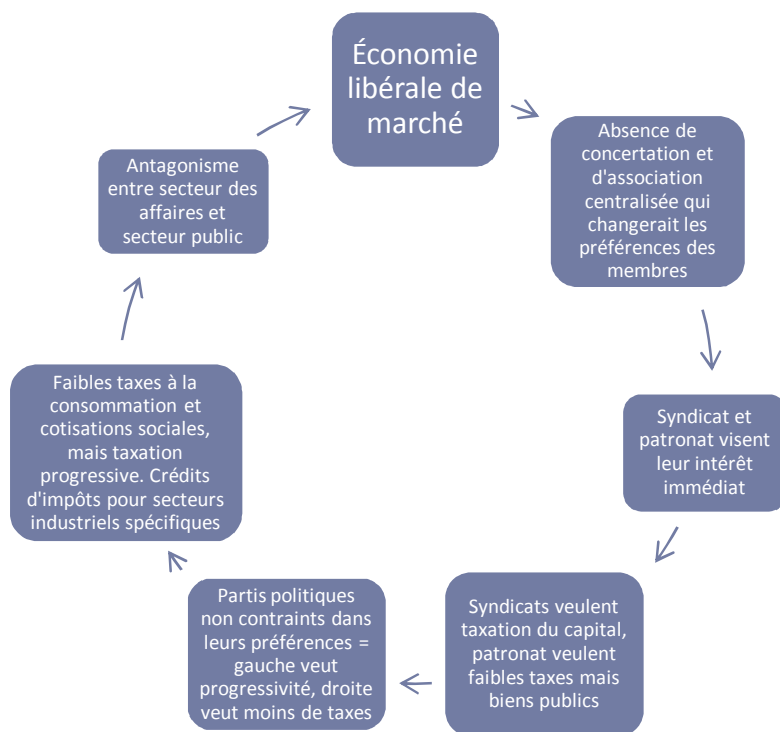 Économie
libérale de
marché
Absence de
concertation et
d'association
centralisée qui
changerait les
préférences des
membres
Syndicat et
patronat visent
leur intérêt
immédiat
Syndicats veulent
taxation du capital,
patronat veulent
faibles taxes mais
biens publics
Partis politiques
non contraints dans
leurs préférences =
gauche veut
progressivité, droite
veut moins de taxes
Faibles taxes à la
consommation et
cotisations sociales,
mais taxation
progressive. Crédits
d'impôts pour secteurs
industriels spécifiques
Antagonisme
entre secteur des
affaires et
secteur public